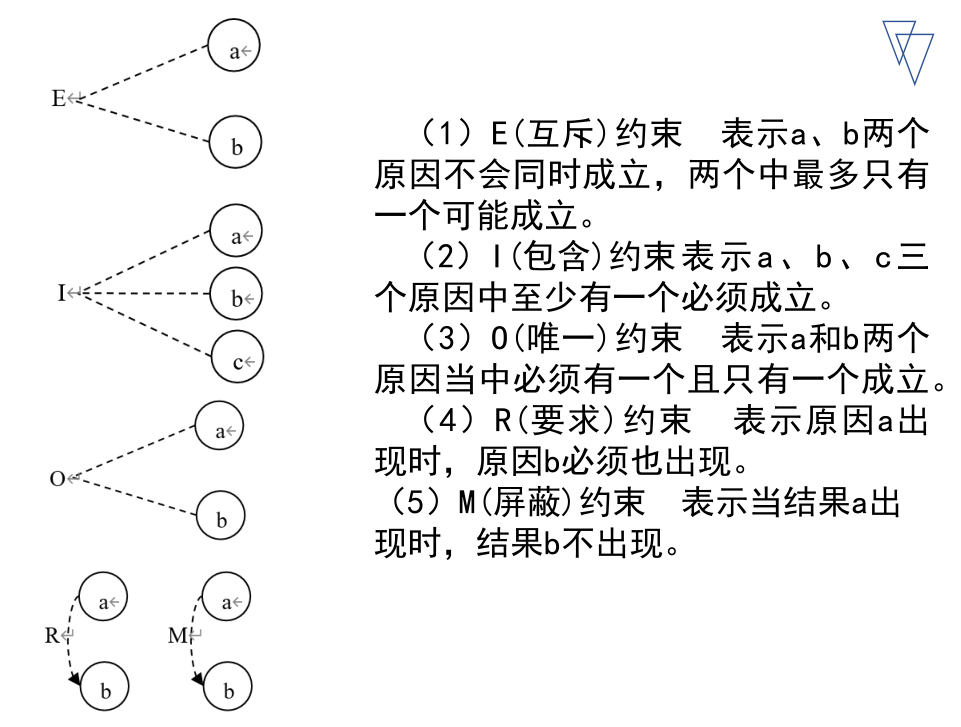 E
a
b
I
a
b
c
O
a
b
R
a
b
M
a
b
（1）E(互斥)约束 表示a、b两个
原因不会同时成立，两个中最多只有
一个可能成立。
（2）I(包含)约束表示a、b、c三
个原因中至少有一个必须成立。
（3）O(唯一)约束 表示a和b两个
原因当中必须有一个且只有一个成立。
（4）R(要求)约束 表示原因a出
现时，原因b必须也出现。
（5）M(屏蔽)约束 表示当结果a出
现时，结果b不出现。